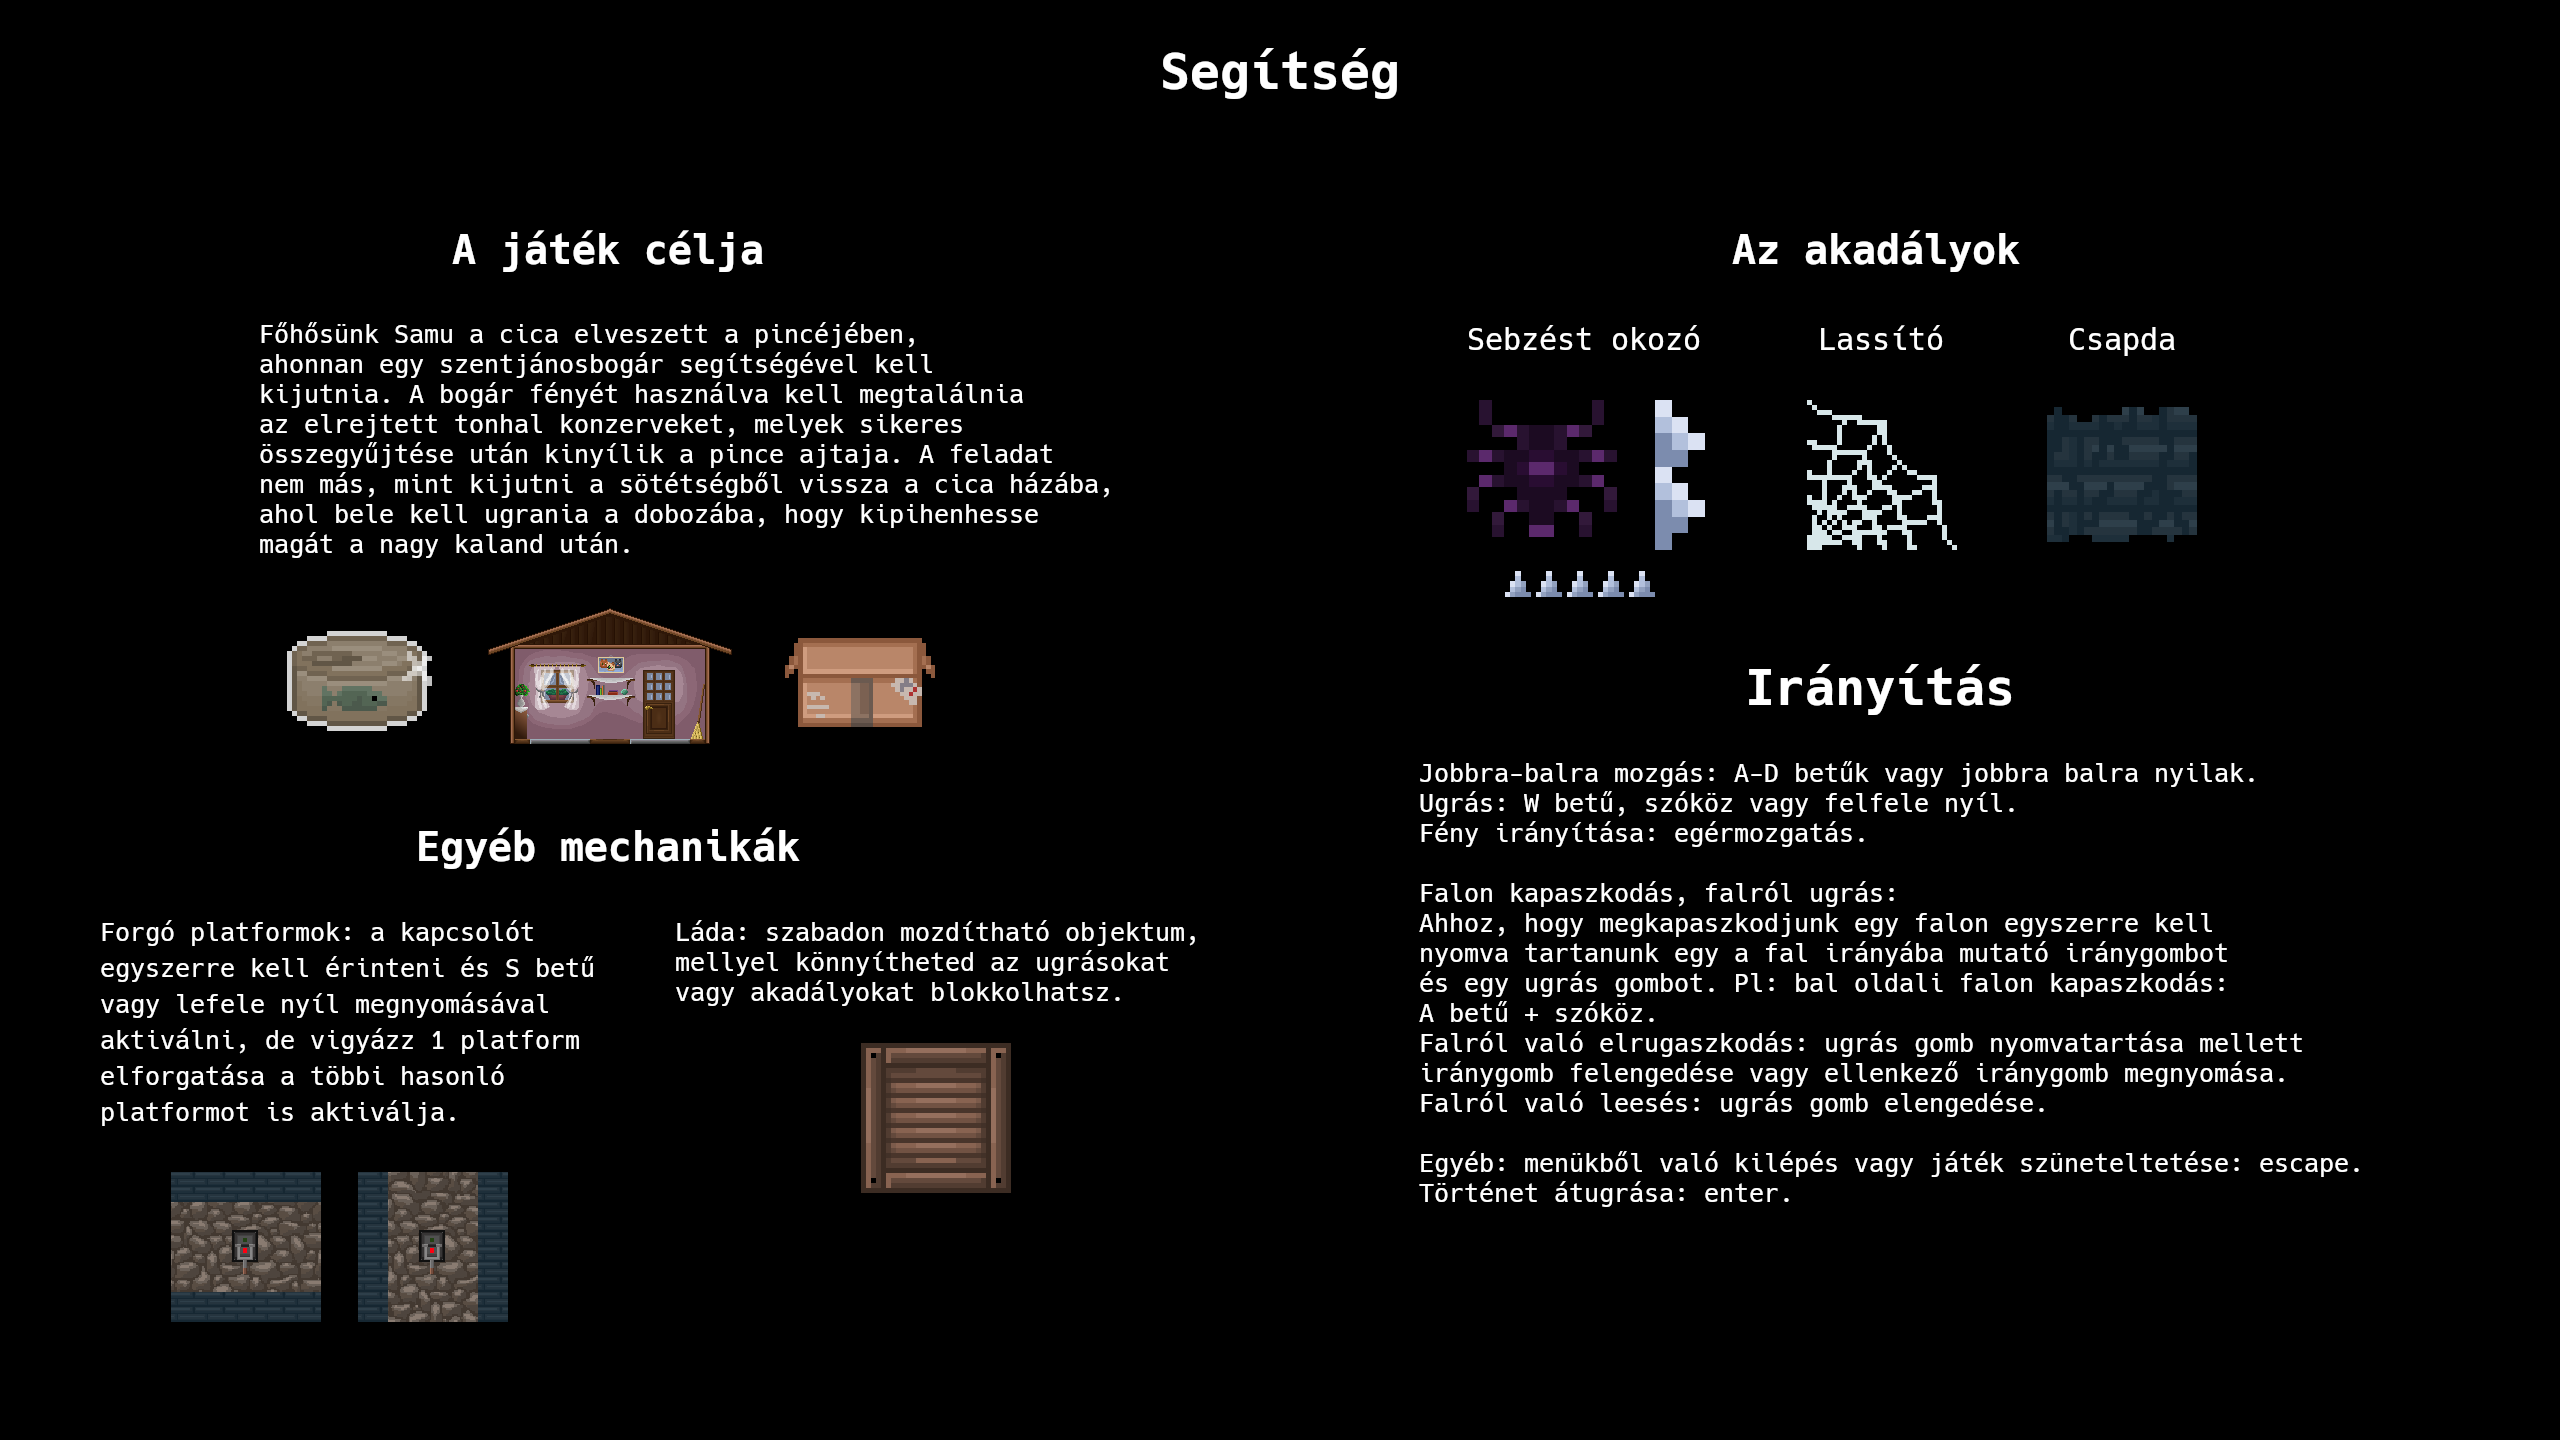 Segítség
A játék célja
Főhősünk Samu a cica elveszett a pincéjében,
ahonnan egy szentjánosbogár segítségével kell
kijutnia. A bogár fényét használva kell megtalálnia
az elrejtett tonhal konzerveket, melyek sikeres
összegyűjtése után kinyílik a pince ajtaja. A feladat
nem más, mint kijutni a sötétségből vissza a cica házába,
ahol bele kell ugrania a dobozába, hogy kipihenhesse
magát a nagy kaland után.
Egyéb mechanikák
Forgó platformok: a kapcsolót
egyszerre kell érinteni és S betű
vagy lefele nyíl megnyomásával
aktiválni, de vigyázz 1 platform
elforgatása a többi hasonló
platformot is aktiválja.
Láda: szabadon mozdítható objektum,
mellyel könnyítheted az ugrásokat
vagy akadályokat blokkolhatsz.
Az akadályok
Sebzést okozó
Lassító
Csapda
Irányítás
Jobbra-balra mozgás: A-D betűk vagy jobbra balra nyilak.
Ugrás: W betű, szóköz vagy felfele nyíl.
Fény irányítása: egérmozgatás.
Falon kapaszkodás, falról ugrás:
Ahhoz, hogy megkapaszkodjunk egy falon egyszerre kell
nyomva tartanunk egy a fal irányába mutató iránygombot
és egy ugrás gombot. Pl: bal oldali falon kapaszkodás:
A betű + szóköz.
Falról való elrugaszkodás: ugrás gomb nyomvatartása mellett
iránygomb felengedése vagy ellenkező iránygomb megnyomása.
Falról való leesés: ugrás gomb elengedése.
Egyéb: menükből való kilépés vagy játék szüneteltetése: escape.
Történet átugrása: enter.